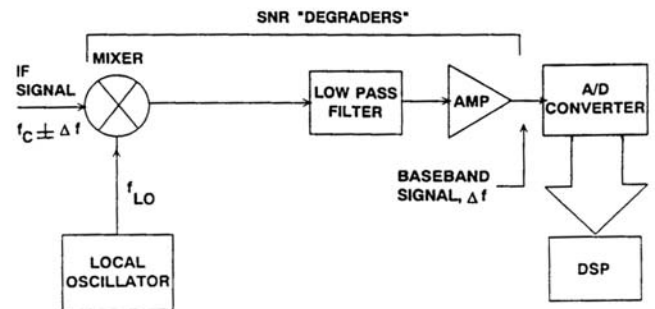 SNR "DEGRADERS"
MIXER
IF
SIGNAL
f_C ± Δf
f_LO
LOCAL
OSCILLATOR
LOW PASS
FILTER
AMP
BASEBAND
SIGNAL, Δf
A/D
CONVERTER
DSP